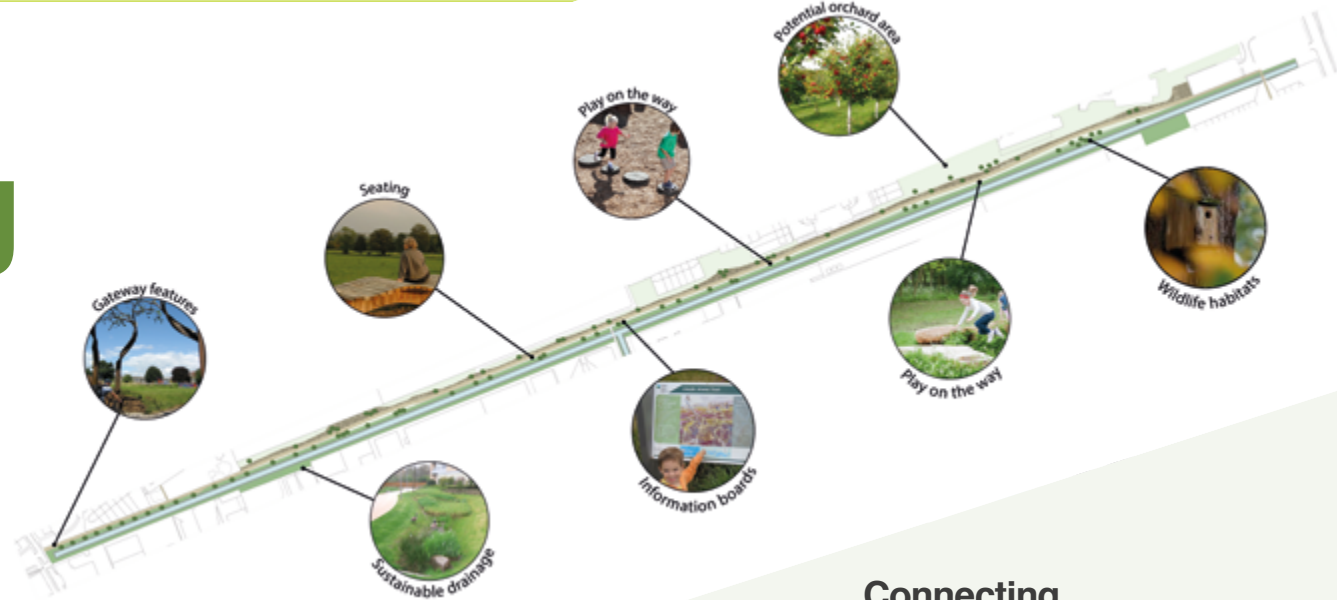 Potential orchard area
Play on the way
Seating
Gateway features
Wildlife habitats
Play on the way
Information boards
Sustainable drainage
Connecting